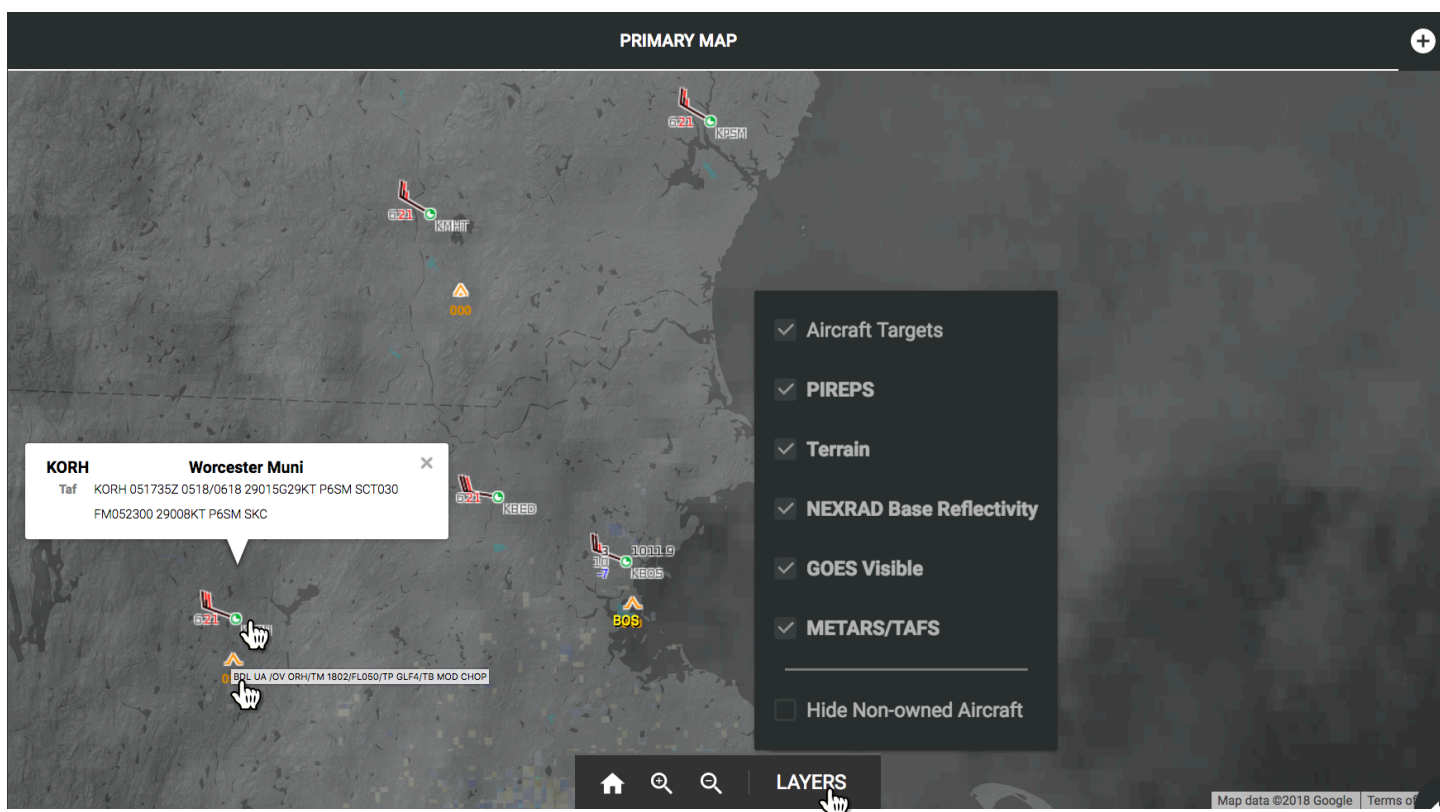 PRIMARY MAP
621
KPSM
621
KMHT
000
Aircraft Targets
PIREPS
Terrain
NEXRAD Base Reflectivity
GOES Visible
METARS/TAFS
Hide Non-owned Aircraft
KORH Worcester Muni
Taf KORH 051735Z 0518/0618 29015G29KT P6SM SCT030
FM052300 29008KT P6SM SKC
621
KBED
3 1011.9
10
-7 KBOS
BOS
621
BDL UA /OV ORH/TM 1802/FL050/TP GLF4/TB MOD CHOP
LAYERS
Map data ©2018 Google Terms of